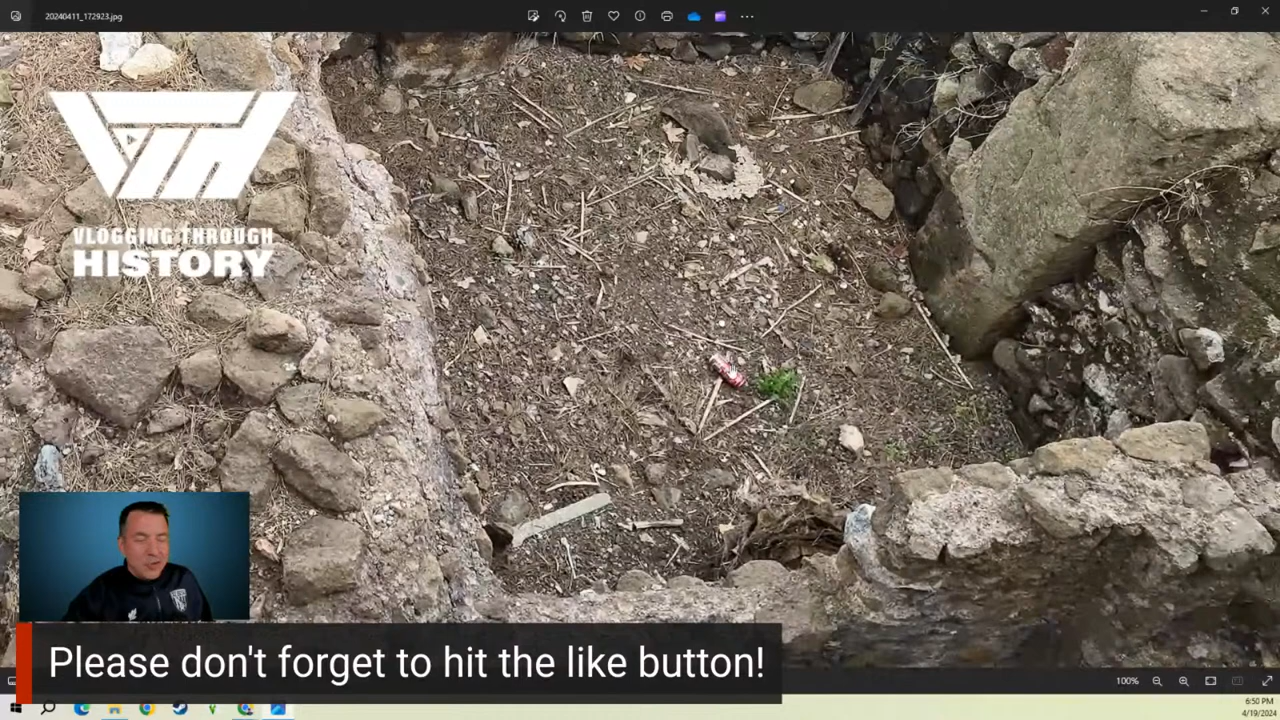 20240411_172923.jpg
VTH
VLOGGING THROUGH
HISTORY
Please don't forget to hit the like button!
100%
6:50 PM
4/19/2024